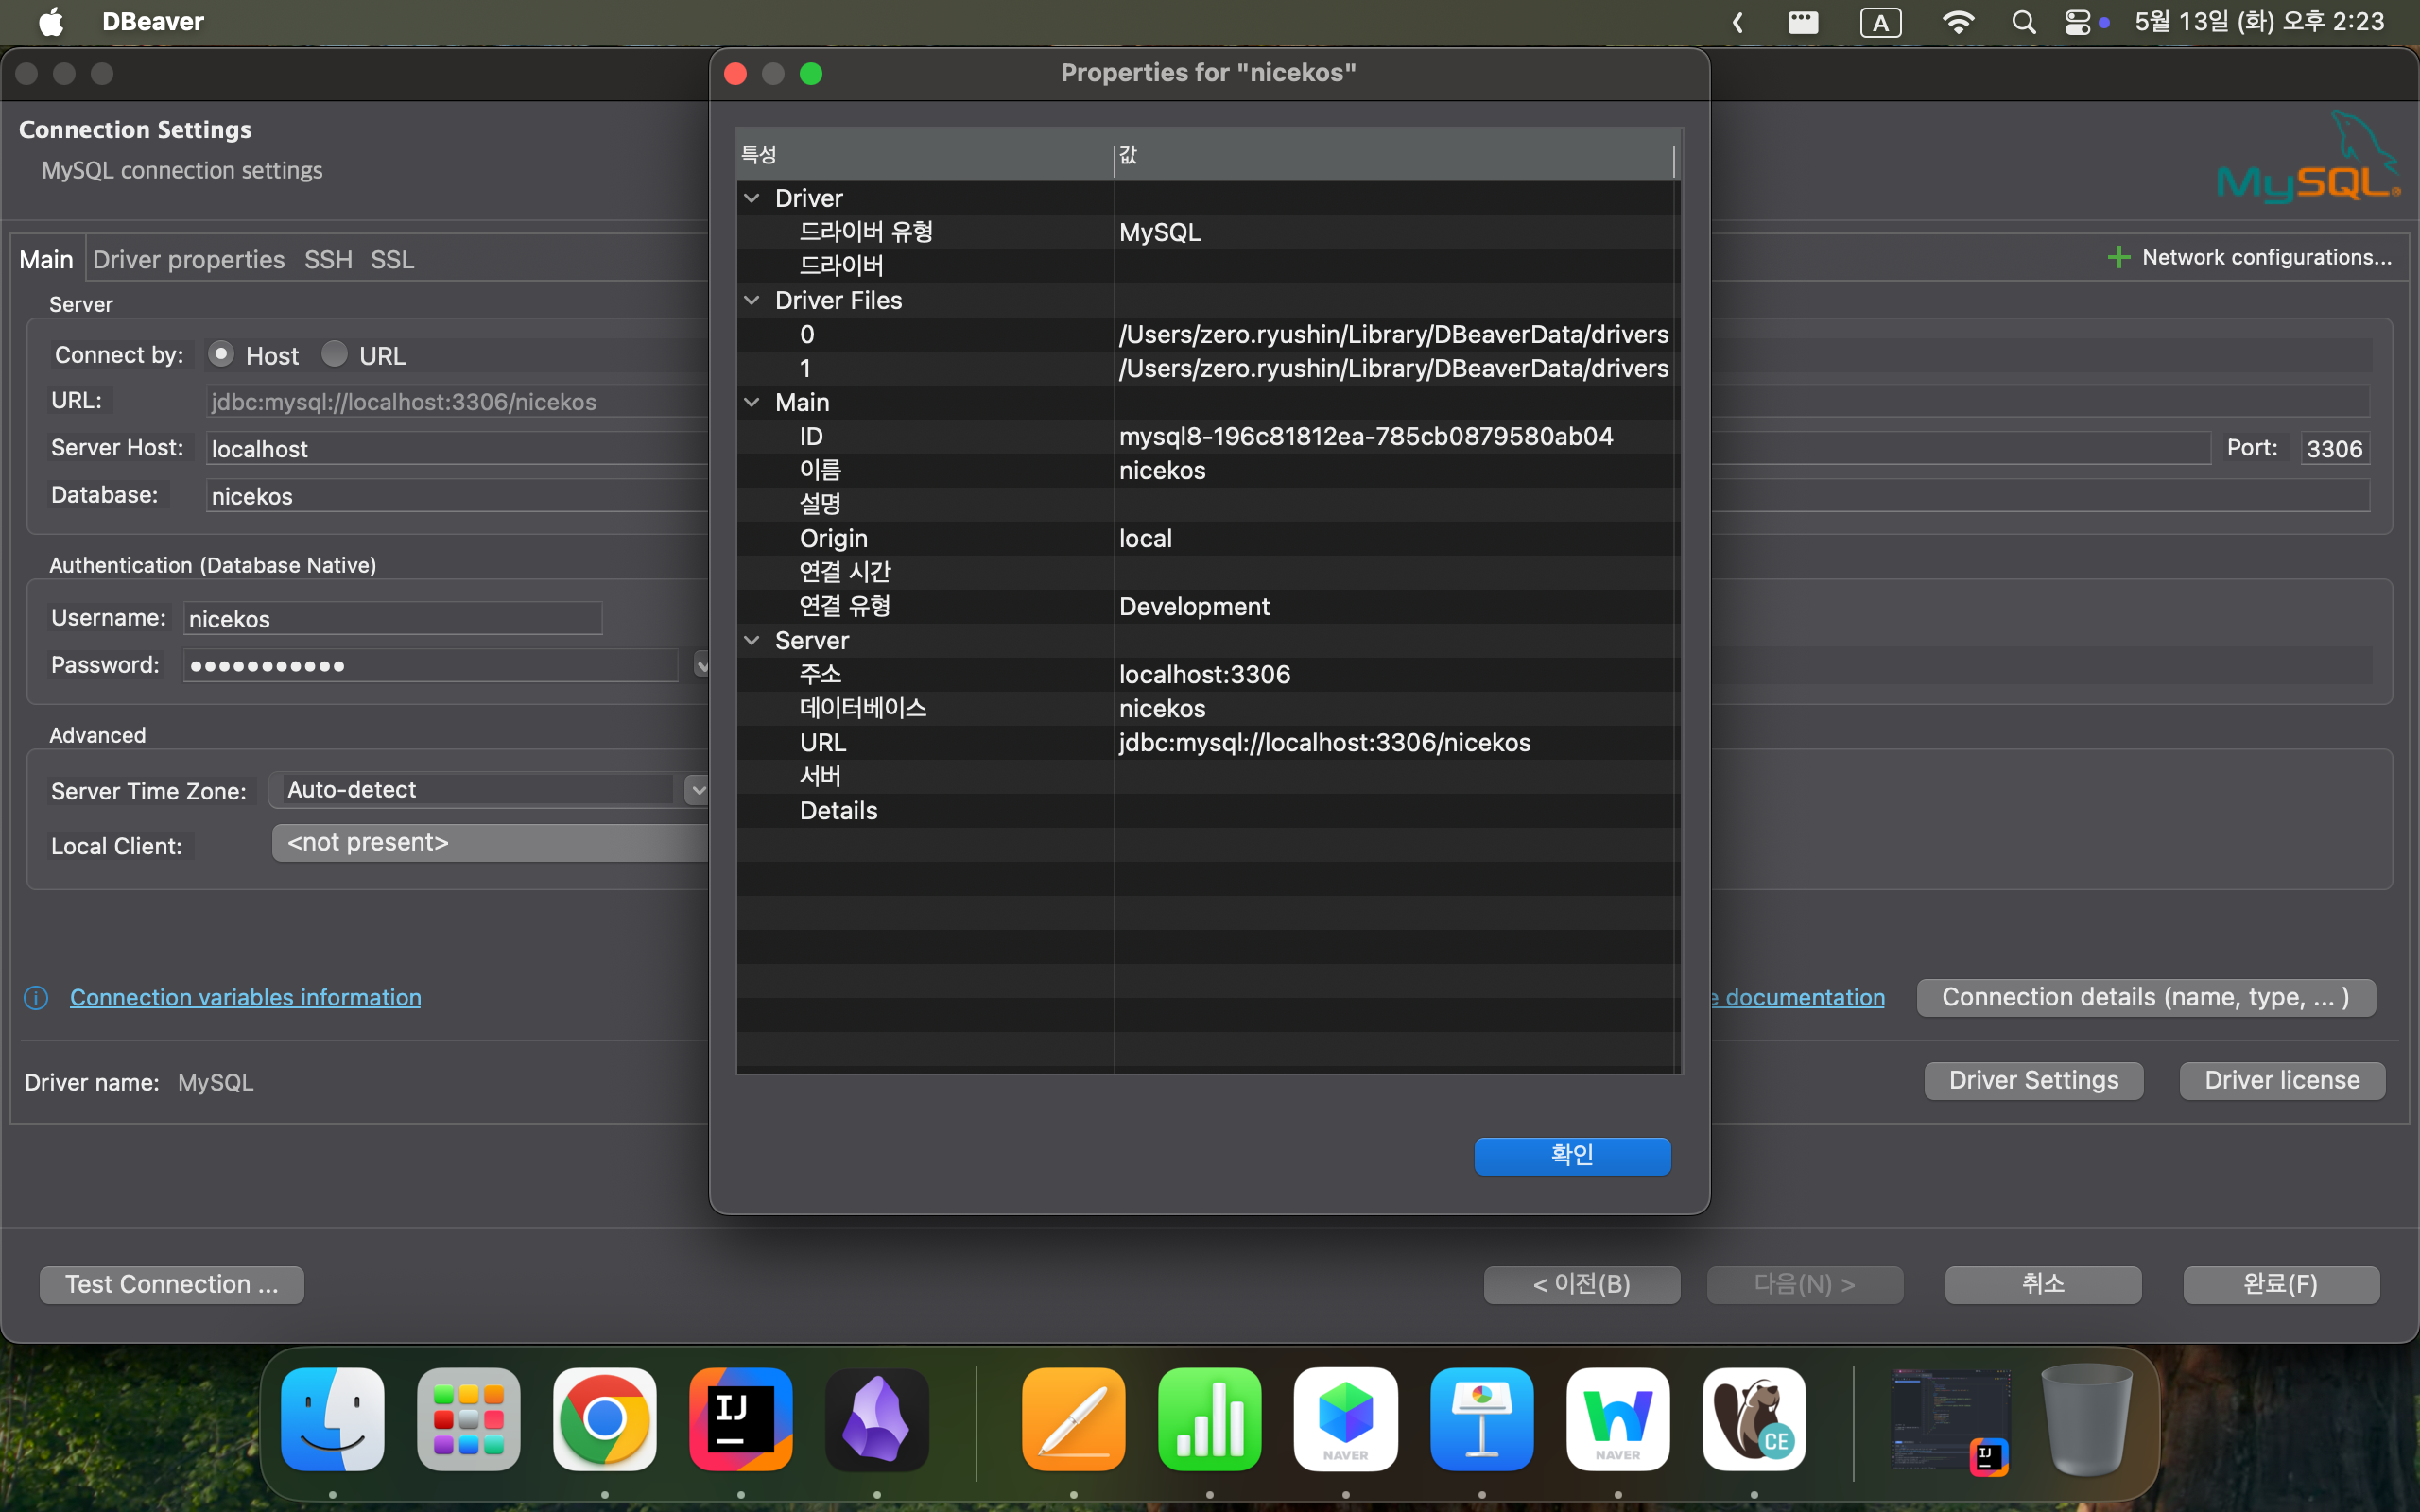 DBeaver
A
5월 13일 (화) 오후 2:23
Properties for "nicekos"
Connection Settings
MySQL connection settings
MySQL
Main
Driver properties
SSH
SSL
Network configurations...
Server
Connect by:
Host
URL
URL:
jdbc:mysql://localhost:3306/nicekos
Server Host:
localhost
Port:
3306
Database:
nicekos
Authentication (Database Native)
Username:
nicekos
Password:
●●●●●●●●●●●
Advanced
Server Time Zone:
Auto-detect
Local Client:
<not present>
Connection variables information
e documentation
Connection details (name, type, ... )
Driver name: MySQL
Driver Settings
Driver license
특성 값
Driver
드라이버 유형 MySQL
드라이버
Driver Files
0 /Users/zero.ryushin/Library/DBeaverData/drivers
1 /Users/zero.ryushin/Library/DBeaverData/drivers
Main
ID mysql8-196c81812ea-785cb0879580ab04
이름 nicekos
설명
Origin local
연결 시간
연결 유형 Development
Server
주소 localhost:3306
데이터베이스 nicekos
URL jdbc:mysql://localhost:3306/nicekos
서버
Details
확인
Test Connection ...
< 이전(B)
다음(N) >
취소
완료(F)
IJ
NAVER
NAVER
CE
IJ